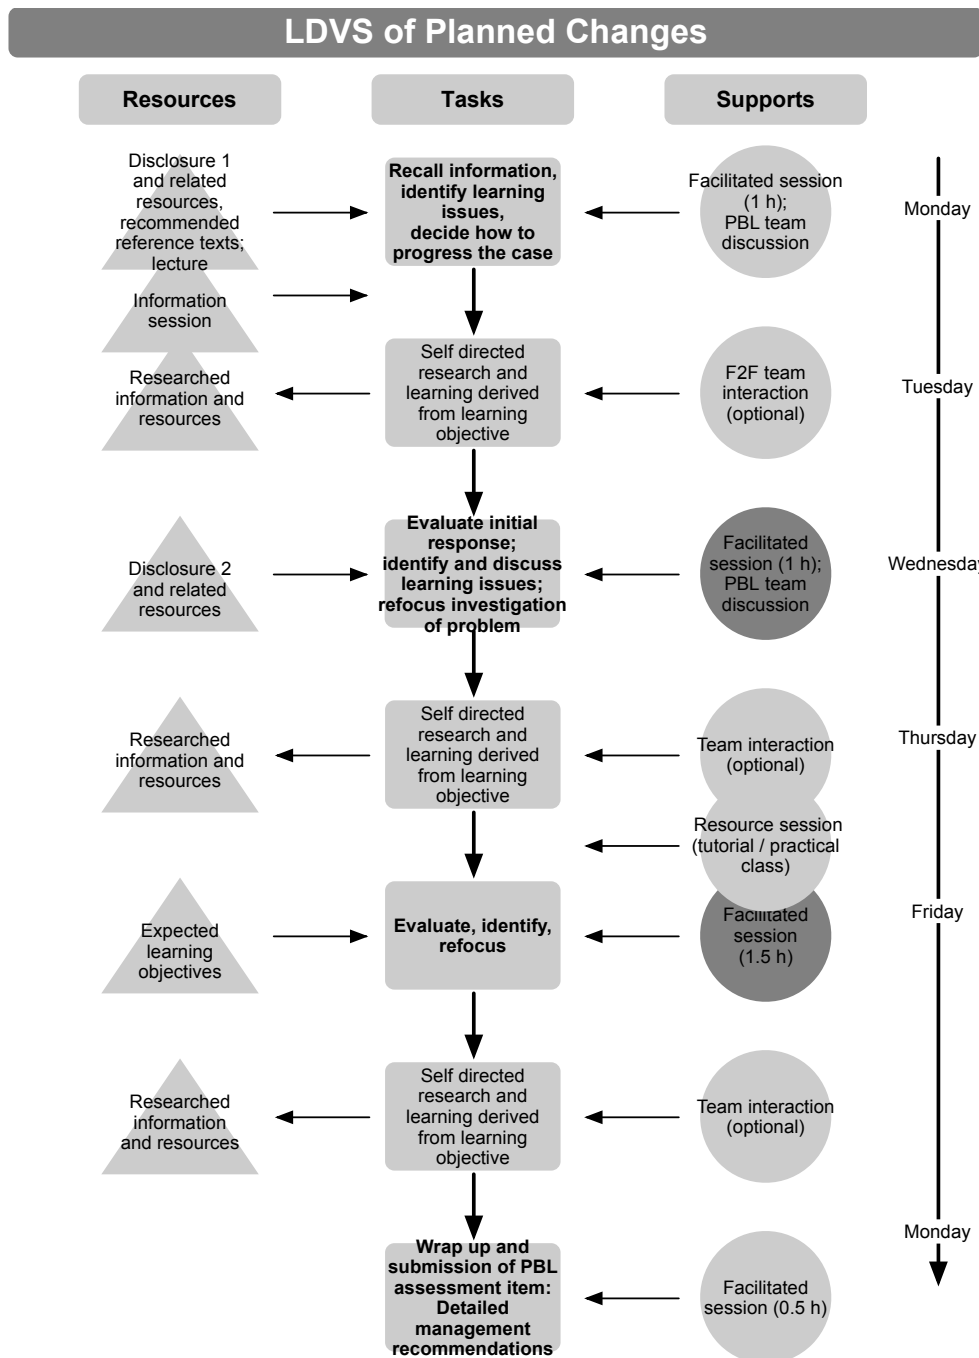 LDVS of Planned Changes
Resources
Tasks
Supports
Disclosure 1
and related
resources,
recommended
reference texts;
lecture
Recall information,
identify learning
issues,
decide how to
progress the case
Facilitated session
(1 h);
PBL team
discussion
Monday
Information
session
Researched
information and
resources
Self directed
research and
learning derived
from learning
objective
F2F team
interaction
(optional)
Tuesday
Disclosure 2
and related
resources
Evaluate initial
response;
identify and discuss
learning issues;
refocus investigation
of problem
Facilitated
session (1 h);
PBL team
discussion
Wednesday
Researched
information and
resources
Self directed
research and
learning derived
from learning
objective
Team interaction
(optional)
Thursday
Resource session
(tutorial / practical
class)
Expected
learning
objectives
Evaluate, identify,
refocus
Facilitated
session
(1.5 h)
Friday
Researched
information
and resources
Self directed
research and
learning derived
from learning
objective
Team interaction
(optional)
Wrap up and
submission of PBL
assessment item:
Detailed
management
recommendations
Facilitated
session (0.5 h)
Monday